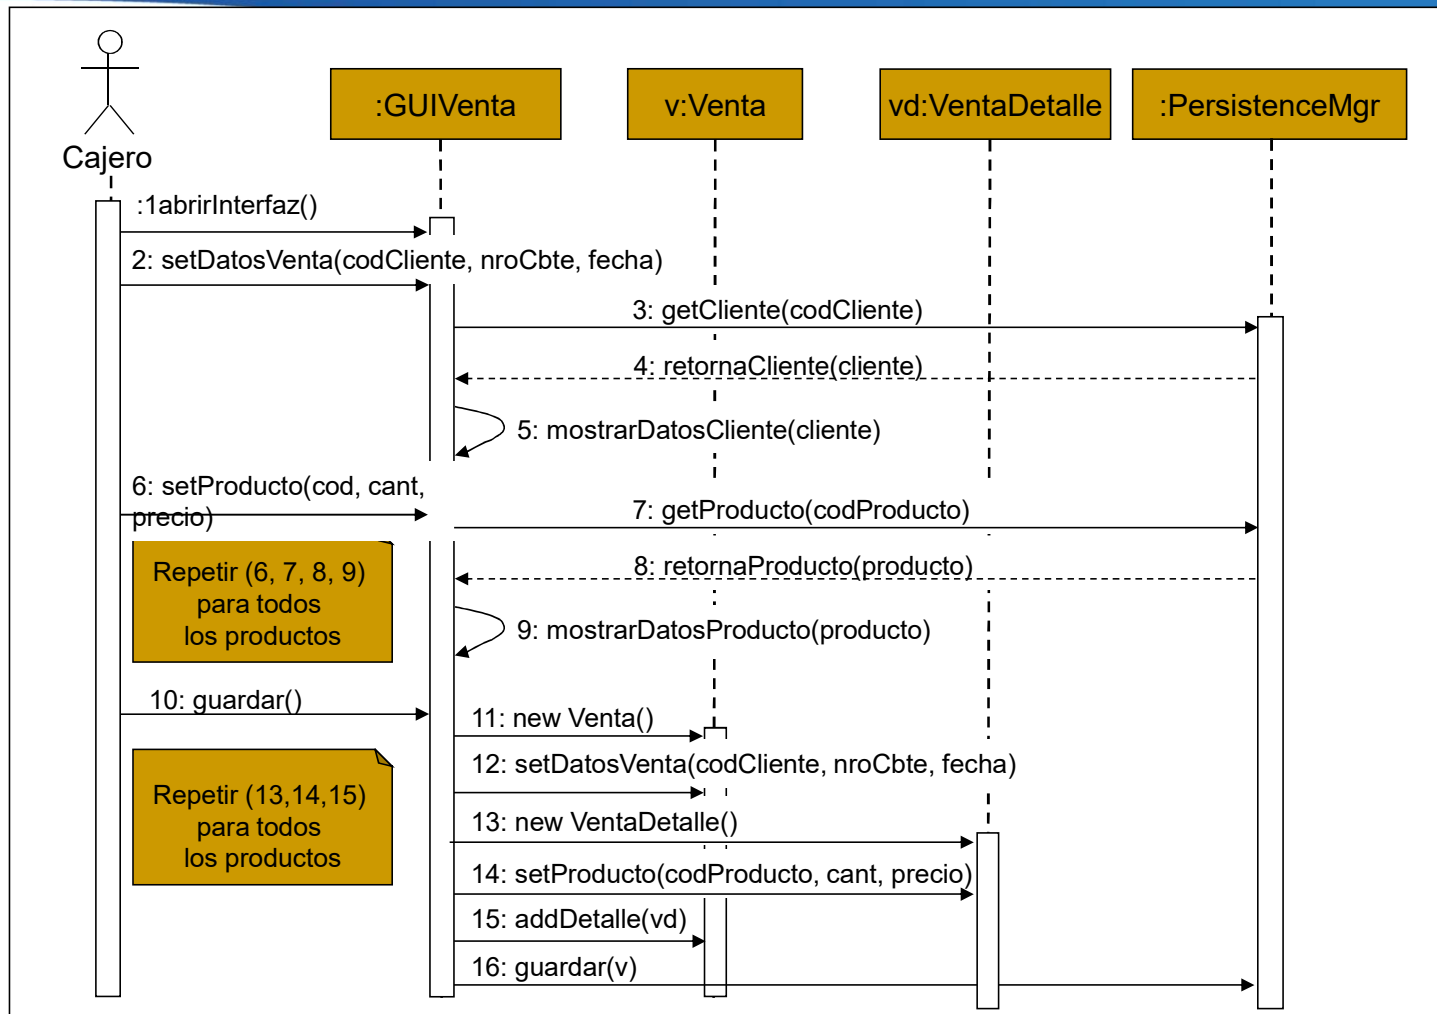 :GUIVenta
v:Venta
vd:VentaDetalle
:PersistenceMgr
Cajero
:1abrirInterfaz()
2: setDatosVenta(codCliente, nroCbte, fecha)
3: getCliente(codCliente)
4: retornaCliente(cliente)
5: mostrarDatosCliente(cliente)
6: setProducto(cod, cant,
precio)
7: getProducto(codProducto)
8: retornaProducto(producto)
Repetir (6, 7, 8, 9)
para todos
los productos
9: mostrarDatosProducto(producto)
10: guardar()
11: new Venta()
12: setDatosVenta(codCliente, nroCbte, fecha)
Repetir (13,14,15)
para todos
los productos
13: new VentaDetalle()
14: setProducto(codProducto, cant, precio)
15: addDetalle(vd)
16: guardar(v)